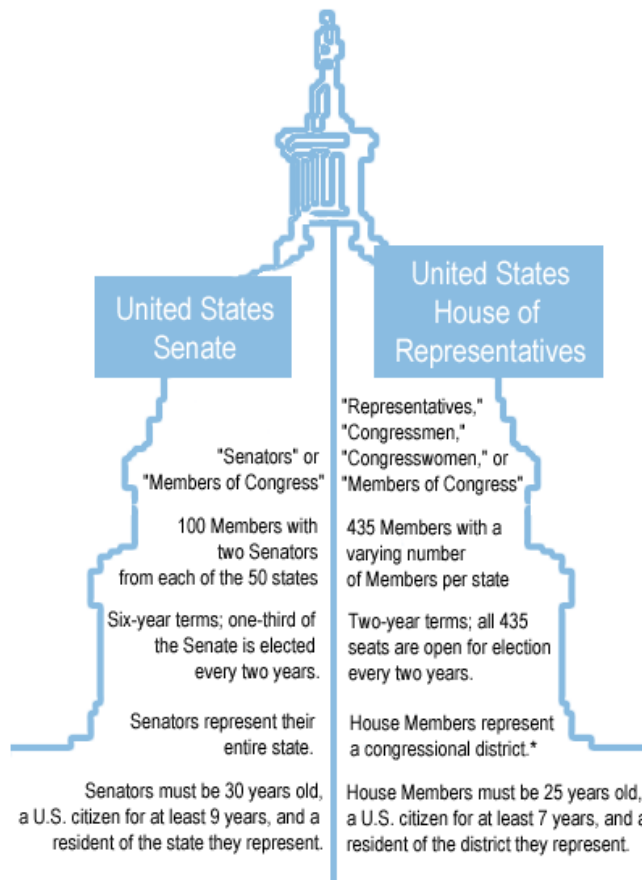 United States
Senate
United States
House of
Representatives
"Senators" or
"Members of Congress"
100 Members with
two Senators
from each of the 50 states
Six-year terms; one-third of
the Senate is elected
every two years.
Senators represent their
entire state.
Senators must be 30 years old,
a U.S. citizen for at least 9 years, and a
resident of the state they represent.
"Representatives,"
"Congressmen,"
"Congresswomen," or
"Members of Congress"
435 Members with a
varying number
of Members per state
Two-year terms; all 435
seats are open for election
every two years.
House Members represent
a congressional district.*
House Members must be 25 years old,
a U.S. citizen for at least 7 years, and a
resident of the district they represent.